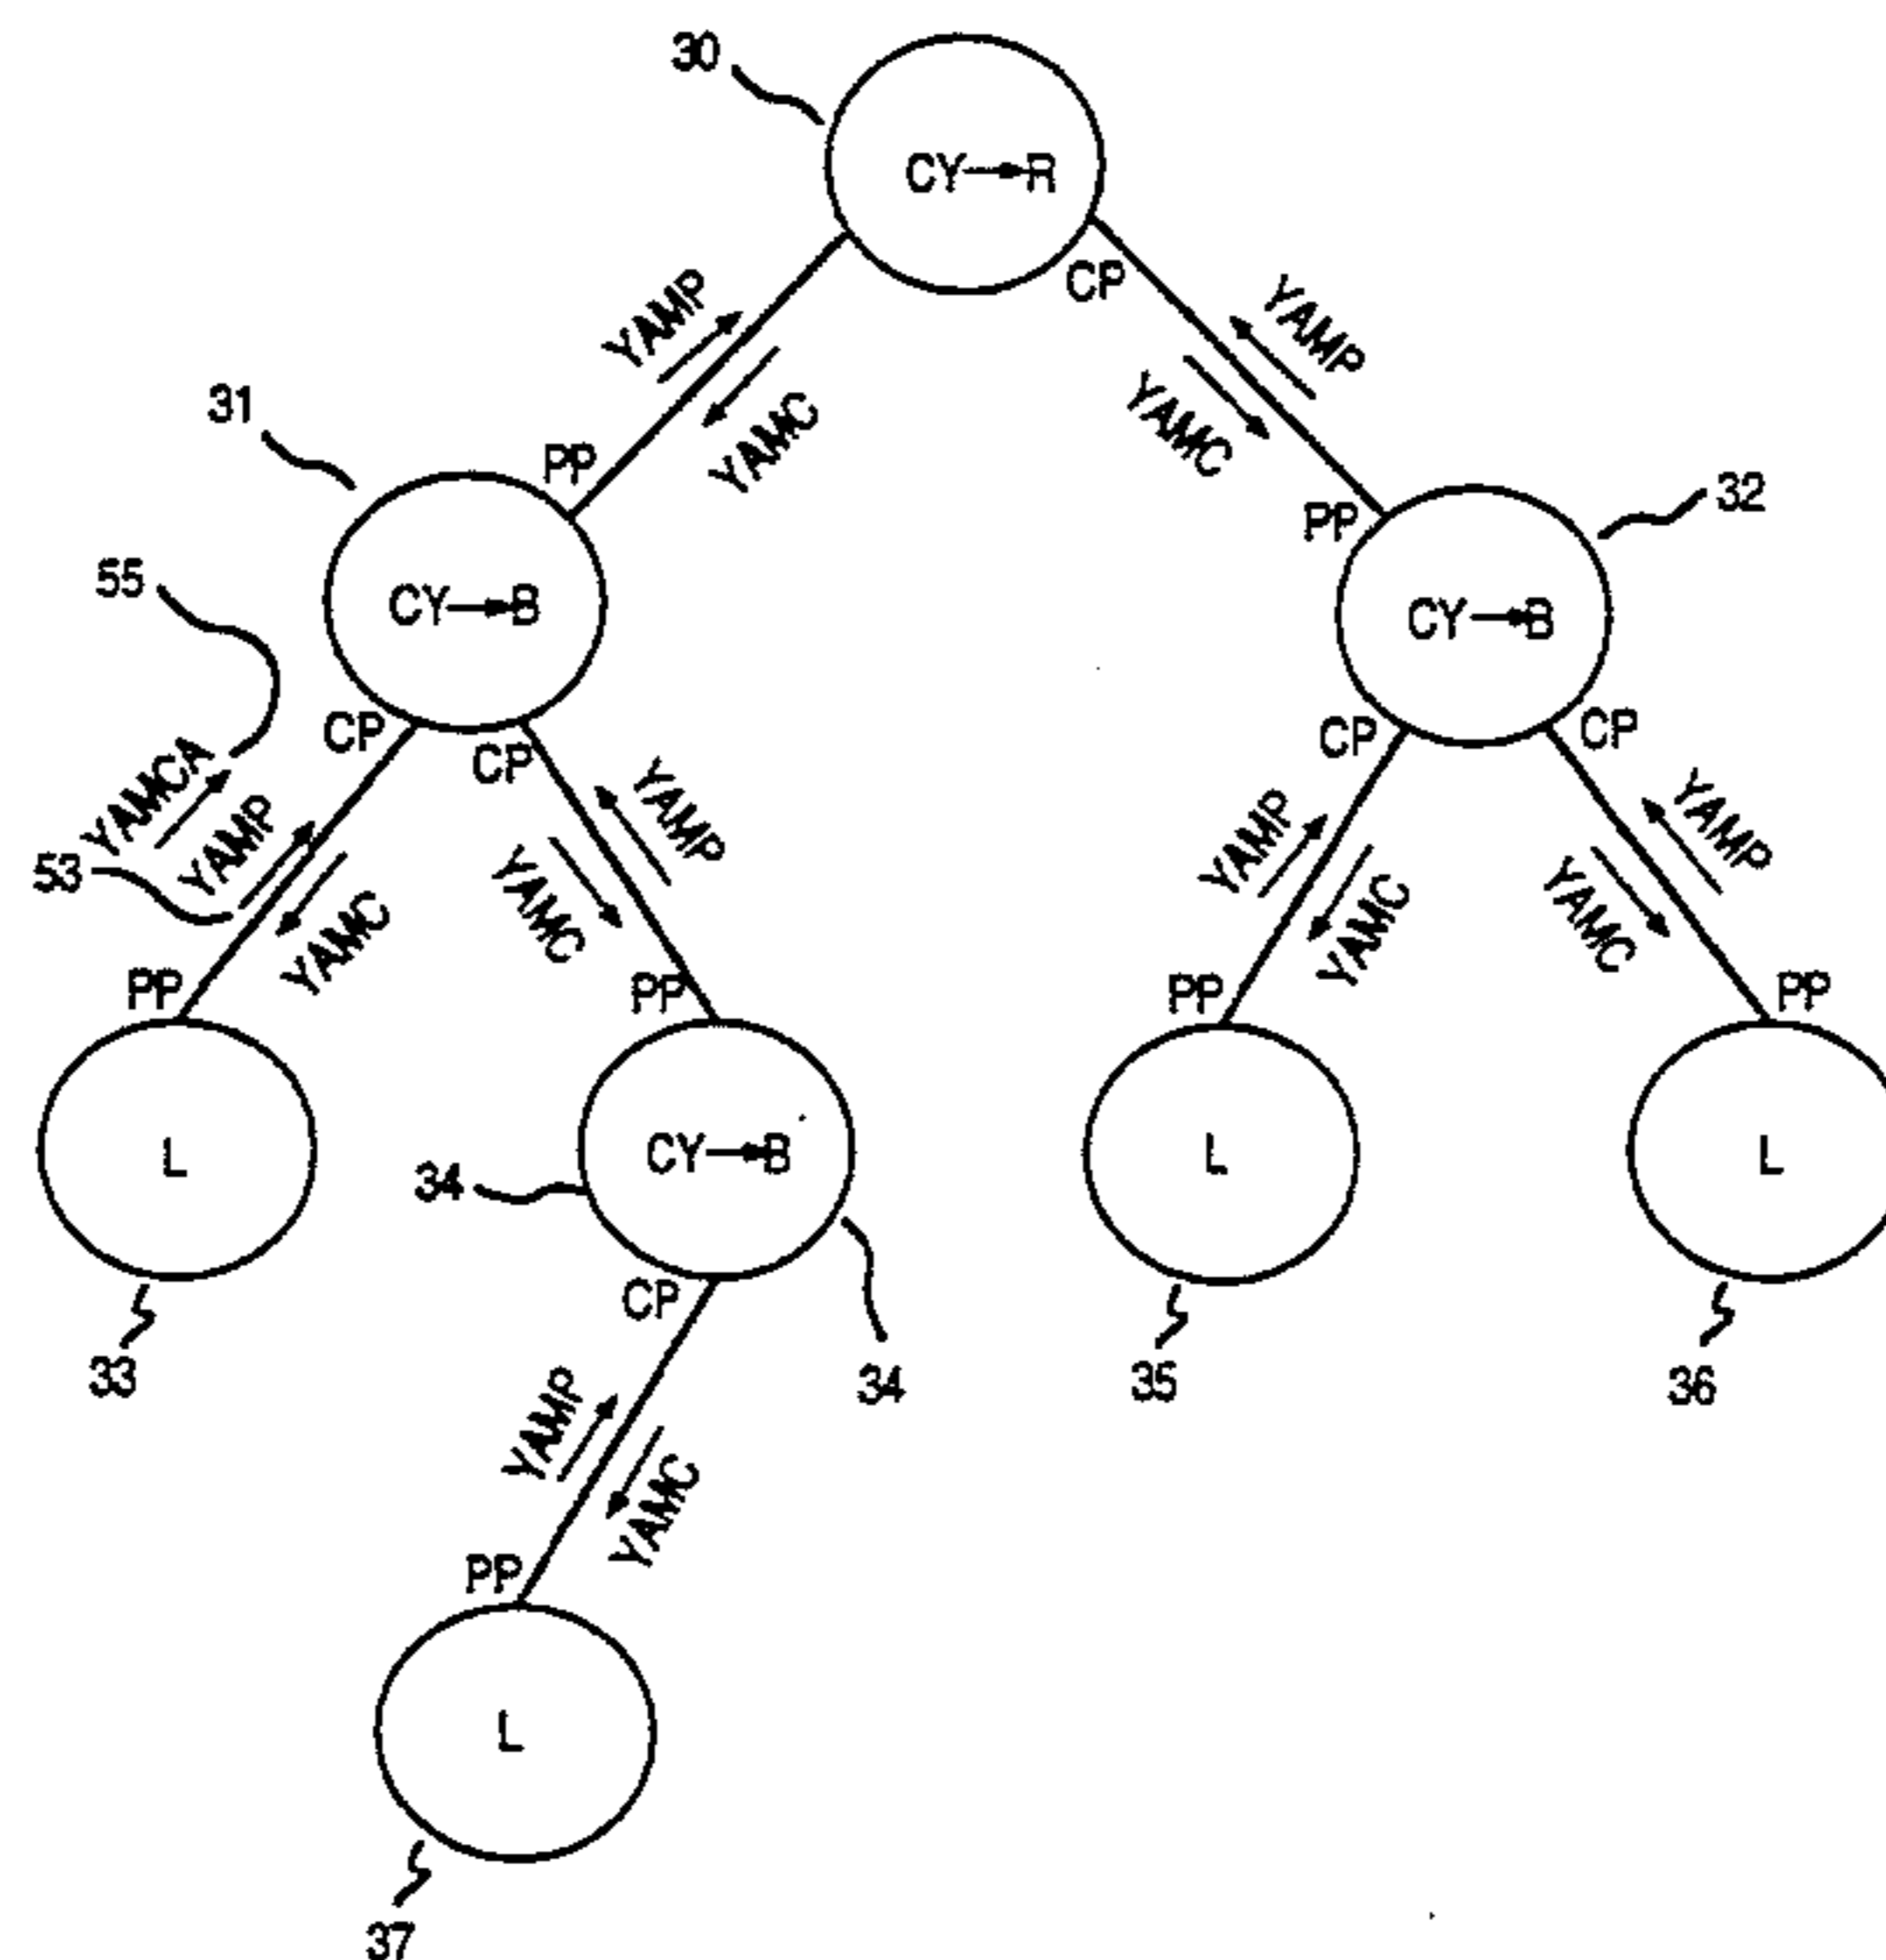 30
CY→R
CP
YAMP
YAMC
YAMP
YAMC
31
PP
PP
32
55
CY→B
CY→B
CP
CP
CP
CP
YAMCA
YAMP
YAMC
53
YAMP
YAMC
YAMP
YAMC
YAMP
YAMC
PP
PP
PP
PP
L
34
CY→B
L
L
CP
33
34
35
36
YAMP
YAMC
PP
L
37